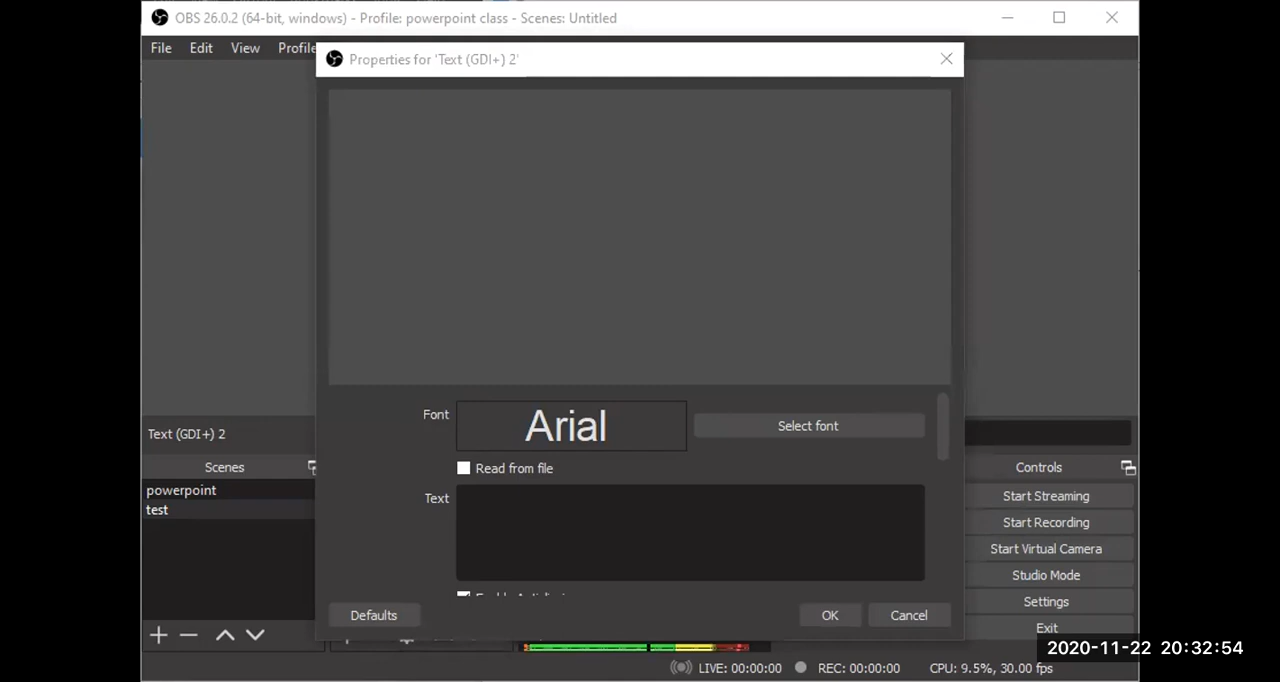 OBS 26.0.2 (64-bit, windows) - Profile: powerpoint class - Scenes: Untitled
File Edit View Profile
Properties for 'Text (GDI+) 2'
Font Arial Select font
Read from file
Text
Text (GDI+) 2
Scenes
powerpoint
test
Defaults OK Cancel
Controls
Start Streaming
Start Recording
Start Virtual Camera
Studio Mode
Settings
Exit
2020-11-22 20:32:54
LIVE: 00:00:00 REC: 00:00:00 CPU: 9.5%, 30.00 fps